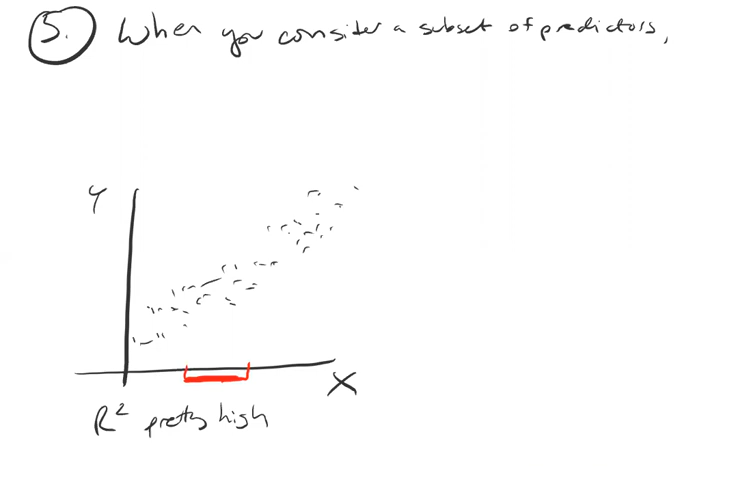 5. When you consider a subset of predictors,
Y
X
R² pretty high